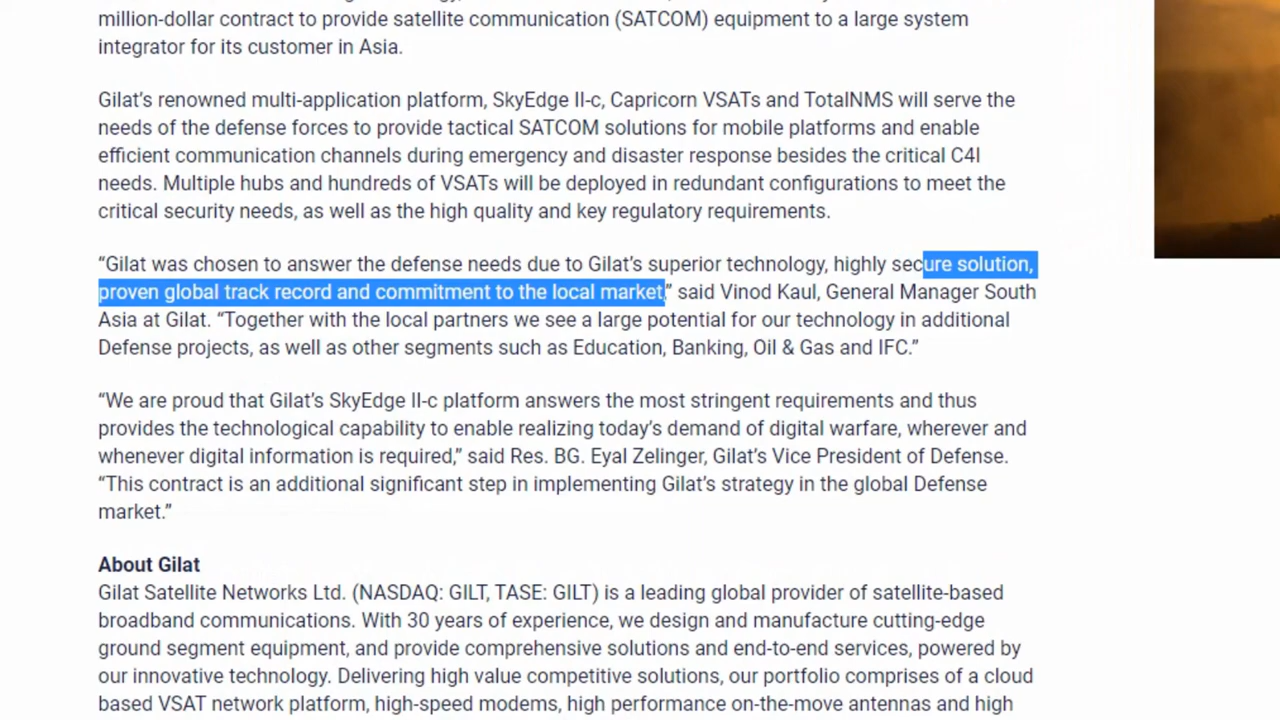 million-dollar contract to provide satellite communication (SATCOM) equipment to a large system
integrator for its customer in Asia.
Gilat’s renowned multi-application platform, SkyEdge II-c, Capricorn VSATs and TotalNMS will serve the
needs of the defense forces to provide tactical SATCOM solutions for mobile platforms and enable
efficient communication channels during emergency and disaster response besides the critical C4I
needs. Multiple hubs and hundreds of VSATs will be deployed in redundant configurations to meet the
critical security needs, as well as the high quality and key regulatory requirements.
“Gilat was chosen to answer the defense needs due to Gilat’s superior technology, highly secure solution,
proven global track record and commitment to the local market,” said Vinod Kaul, General Manager South
Asia at Gilat. “Together with the local partners we see a large potential for our technology in additional
Defense projects, as well as other segments such as Education, Banking, Oil & Gas and IFC.”
“We are proud that Gilat’s SkyEdge II-c platform answers the most stringent requirements and thus
provides the technological capability to enable realizing today’s demand of digital warfare, wherever and
whenever digital information is required,” said Res. BG. Eyal Zelinger, Gilat’s Vice President of Defense.
“This contract is an additional significant step in implementing Gilat’s strategy in the global Defense
market.”
About Gilat
Gilat Satellite Networks Ltd. (NASDAQ: GILT, TASE: GILT) is a leading global provider of satellite-based
broadband communications. With 30 years of experience, we design and manufacture cutting-edge
ground segment equipment, and provide comprehensive solutions and end-to-end services, powered by
our innovative technology. Delivering high value competitive solutions, our portfolio comprises of a cloud
based VSAT network platform, high-speed modems, high performance on-the-move antennas and high